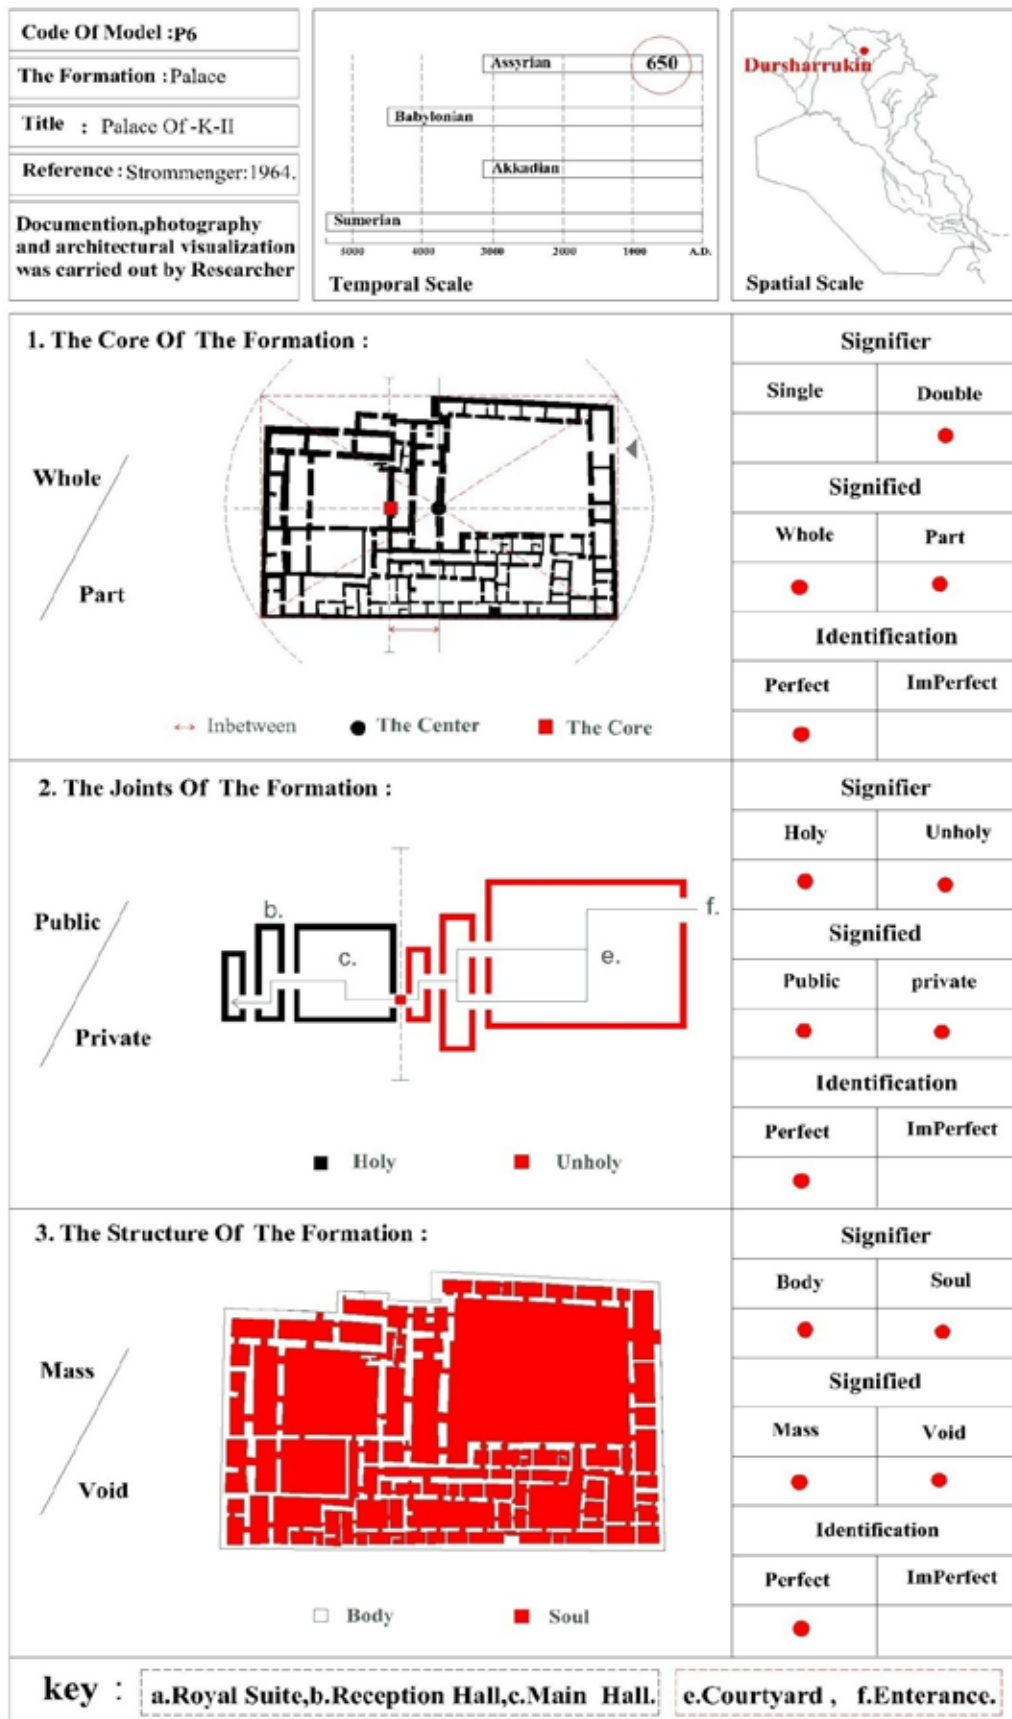 Code Of Model :P6
The Formation :Palace
Title : Palace Of -K-II
Reference : Strommenger:1964.
Documention,photography
and architectural visualization
was carried out by Researcher
Assyrian
650
Babylonian
Akkadian
Sumerian
5000 4000 3000 2000 1400 A.D.
Temporal Scale
Dursharrukin
Spatial Scale
1. The Core Of The Formation :
Whole
Part
Inbetween The Center The Core
Signifier
Single Double
Signified
Whole Part
Identification
Perfect ImPerfect
2. The Joints Of The Formation :
Public
Private
b.
c.
e.
f.
Holy Unholy
Signifier
Holy Unholy
Signified
Public private
Identification
Perfect ImPerfect
3. The Structure Of The Formation :
Mass
Void
Body Soul
Signifier
Body Soul
Signified
Mass Void
Identification
Perfect ImPerfect
key : a.Royal Suite,b.Reception Hall,c.Main Hall. e.Courtyard , f.Enterance.